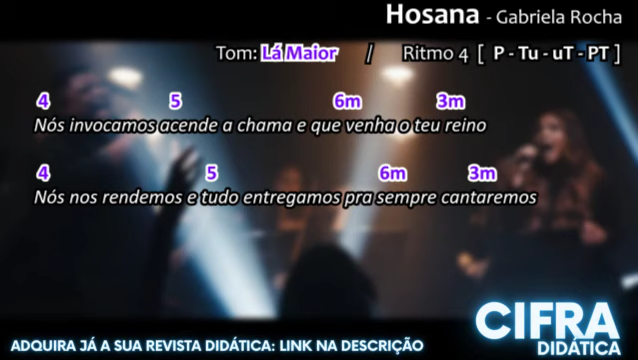 Hosana - Gabriela Rocha
Tom: Lá Maior / Ritmo 4 [ P - Tu - uT - PT ]
4 5 6m 3m
Nós invocamos acende a chama e que venha o teu reino
4 5 6m 3m
Nós nos rendemos e tudo entregamos pra sempre cantaremos
CIFRA
DIDÁTICA
ADQUIRA JÁ A SUA REVISTA DIDÁTICA: LINK NA DESCRIÇÃO